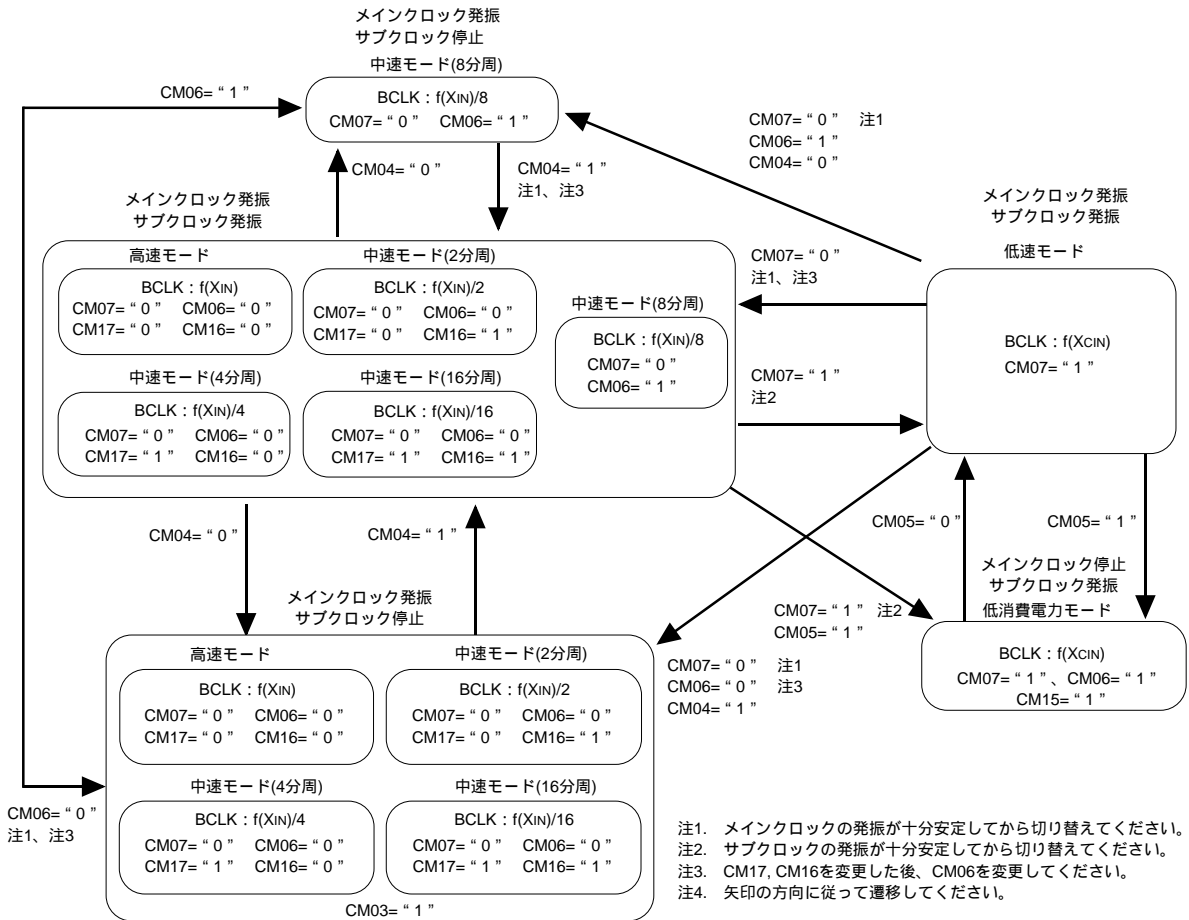 メインクロック発振
サブクロック停止
中速モード(8分周)
BCLK : f(XIN)/8
CM07= “ 0 ” CM06= “ 1 ”
CM06= “ 1 ”
CM04= “ 0 ”
CM04= “ 1 ”
注1、注3
CM07= “ 0 ” 注1
CM06= “ 1 ”
CM04= “ 0 ”
メインクロック発振
サブクロック発振
高速モード
BCLK : f(XIN)
CM07= “ 0 ” CM06= “ 0 ”
CM17= “ 0 ” CM16= “ 0 ”
中速モード(2分周)
BCLK : f(XIN)/2
CM07= “ 0 ” CM06= “ 0 ”
CM17= “ 0 ” CM16= “ 1 ”
中速モード(8分周)
BCLK : f(XIN)/8
CM07= “ 0 ”
CM06= “ 1 ”
中速モード(4分周)
BCLK : f(XIN)/4
CM07= “ 0 ” CM06= “ 0 ”
CM17= “ 1 ” CM16= “ 0 ”
中速モード(16分周)
BCLK : f(XIN)/16
CM07= “ 0 ” CM06= “ 0 ”
CM17= “ 1 ” CM16= “ 1 ”
CM07= “ 0 ”
注1、注3
CM07= “ 1 ”
注2
メインクロック発振
サブクロック発振
低速モード
BCLK : f(XCIN)
CM07= “ 1 ”
CM04= “ 0 ”
CM04= “ 1 ”
CM05= “ 0 ”
CM05= “ 1 ”
メインクロック停止
サブクロック発振
低消費電力モード
BCLK : f(XCIN)
CM07= “ 1 ” 、CM06= “ 1 ”
CM15= “ 1 ”
CM07= “ 1 ” 注2
CM05= “ 1 ”
CM07= “ 0 ” 注1
CM06= “ 0 ” 注3
CM04= “ 1 ”
メインクロック発振
サブクロック停止
高速モード
BCLK : f(XIN)
CM07= “ 0 ” CM06= “ 0 ”
CM17= “ 0 ” CM16= “ 0 ”
中速モード(2分周)
BCLK : f(XIN)/2
CM07= “ 0 ” CM06= “ 0 ”
CM17= “ 0 ” CM16= “ 1 ”
中速モード(4分周)
BCLK : f(XIN)/4
CM07= “ 0 ” CM06= “ 0 ”
CM17= “ 1 ” CM16= “ 0
中速モード(16分周)
BCLK : f(XIN)/16
CM07= “ 0 ” CM06= “ 0 ”
CM17= “ 1 ” CM16= “ 1 ”
CM03= “ 1 ”
CM06= “ 0 ”
注1、注3
注1. メインクロックの発振が十分安定してから切り替えてください。
注2. サブクロックの発振が十分安定してから切り替えてください。
注3. CM17, CM16を変更した後、CM06を変更してください。
注4. 矢印の方向に従って遷移してください。